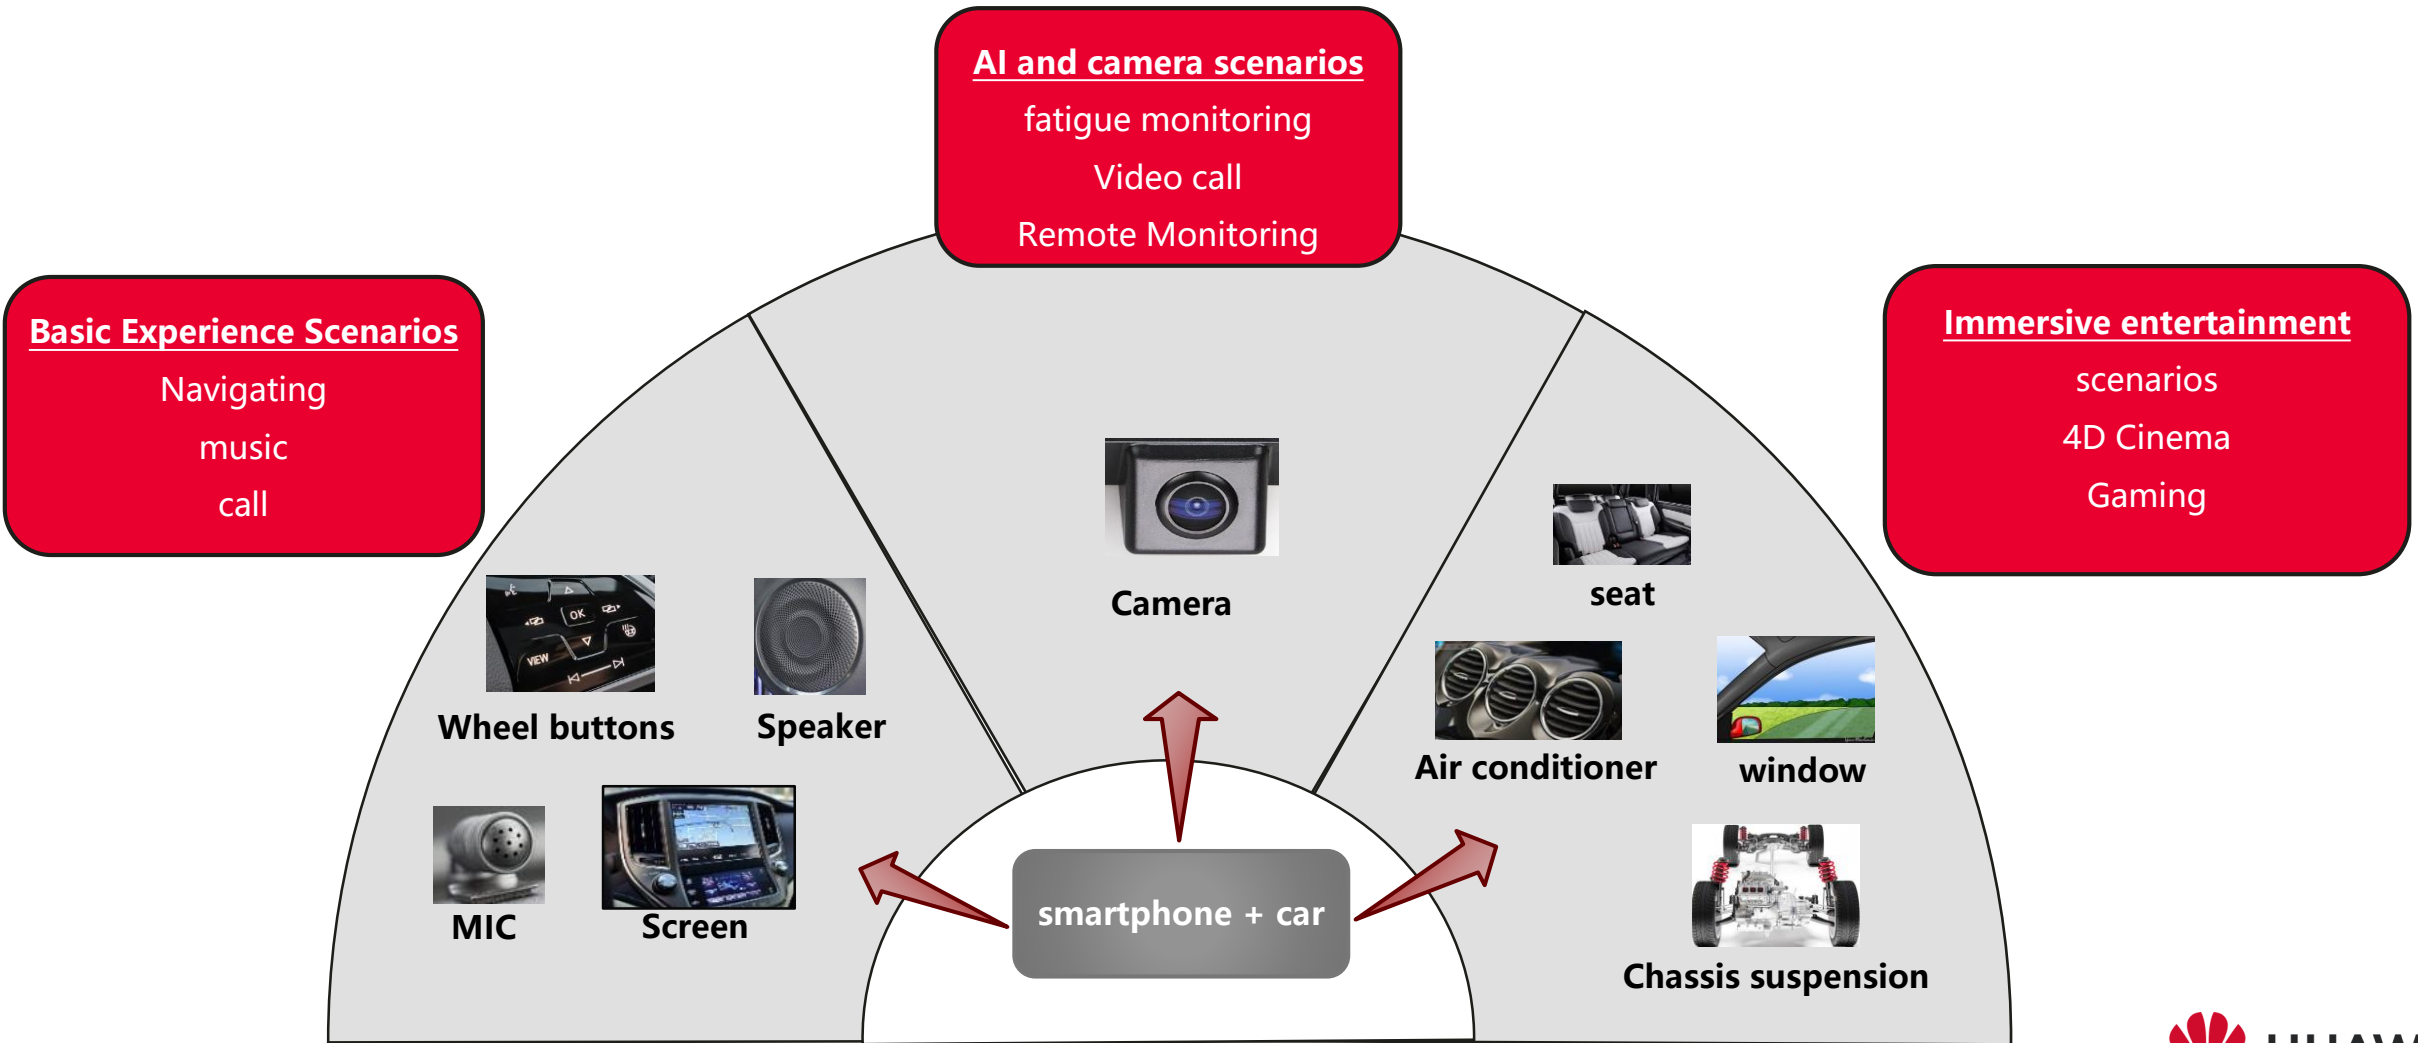 AI and camera scenarios
fatigue monitoring
Video call
Remote Monitoring
Basic Experience Scenarios
Navigating
music
call
Immersive entertainment
scenarios
4D Cinema
Gaming
OK
VIEW
Wheel buttons
Speaker
MIC
Screen
Camera
seat
Air conditioner
window
Chassis suspension
smartphone + car